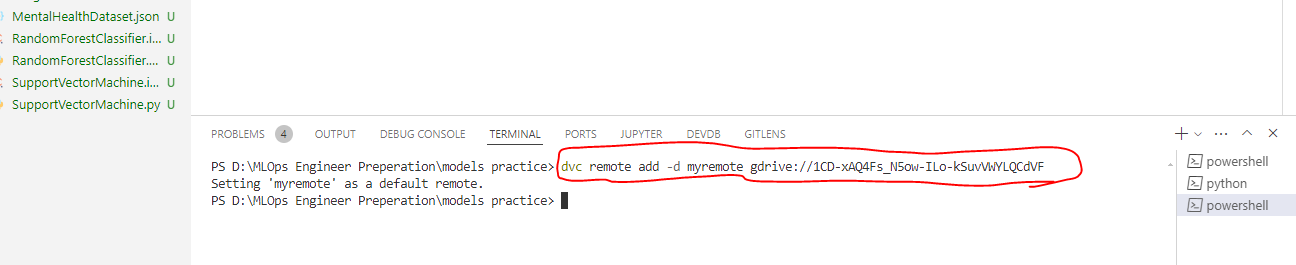 MentalHealthDataset.json U
RandomForestClassifier.i... U
RandomForestClassifier.... U
SupportVectorMachine.i... U
SupportVectorMachine.py U
PROBLEMS 4 OUTPUT DEBUG CONSOLE TERMINAL PORTS JUPYTER DEVDB GITLENS
PS D:\MLOps Engineer Preperation\models practice> dvc remote add -d myremote gdrive://1CD-xAQ4Fs_N5ow-ILo-kSuvVWYLQCdVF
Setting 'myremote' as a default remote.
PS D:\MLOps Engineer Preperation\models practice>
powershell
python
powershell